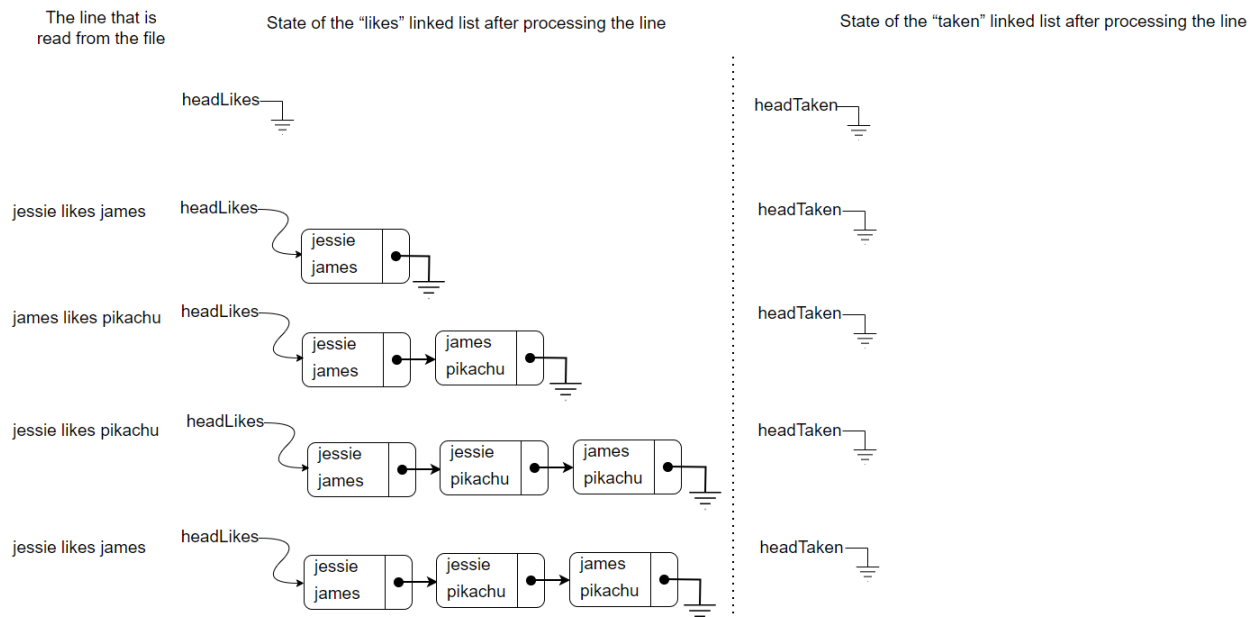 The line that is
read from the file
State of the “likes” linked list after processing the line
State of the “taken” linked list after processing the line
headLikes
headTaken
jessie likes james
headLikes
jessie
james
headTaken
james likes pikachu
headLikes
jessie
james
james
pikachu
headTaken
jessie likes pikachu
headLikes
jessie
james
jessie
pikachu
james
pikachu
headTaken
jessie likes james
headLikes
jessie
james
jessie
pikachu
james
pikachu
headTaken